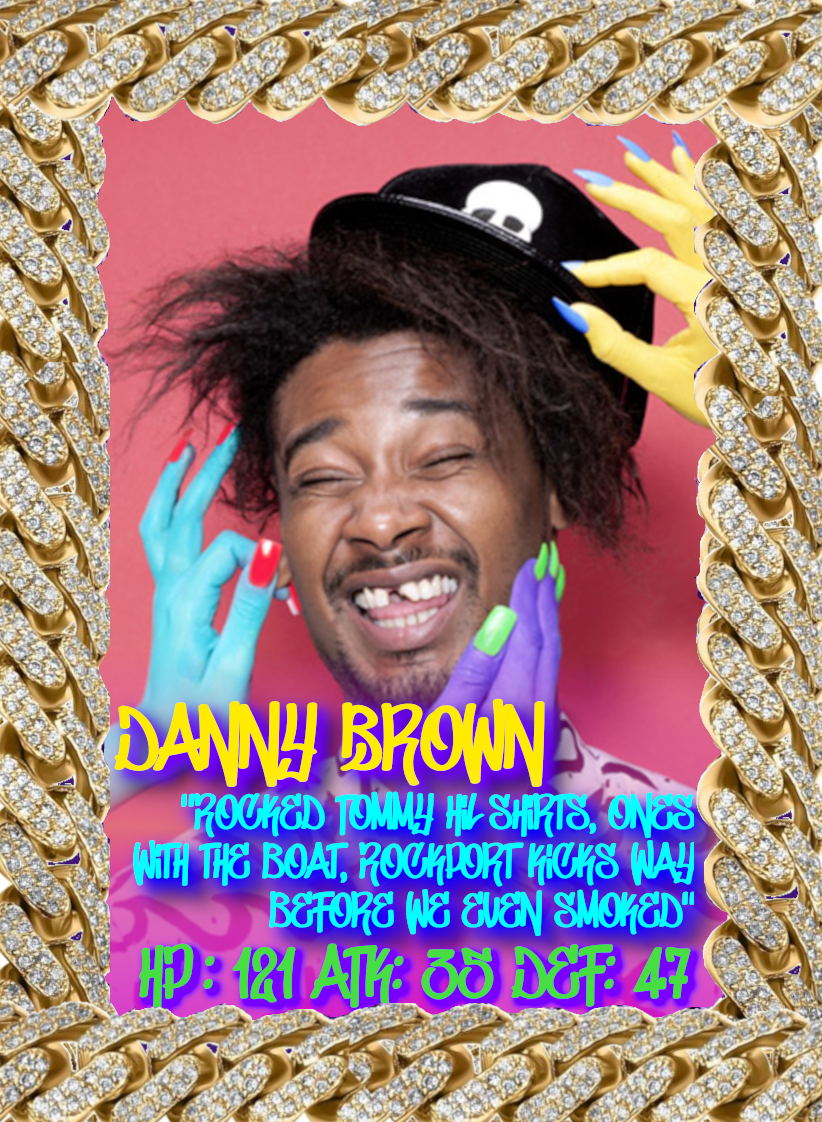 DANNY BROWN
"ROCKED TOMMY HIL SHIRTS, ONES
WITH THE BOAT, ROCKPORT KICKS WAY
BEFORE WE EVEN SMOKED"
HP : 121 ATK: 35 DEF: 47